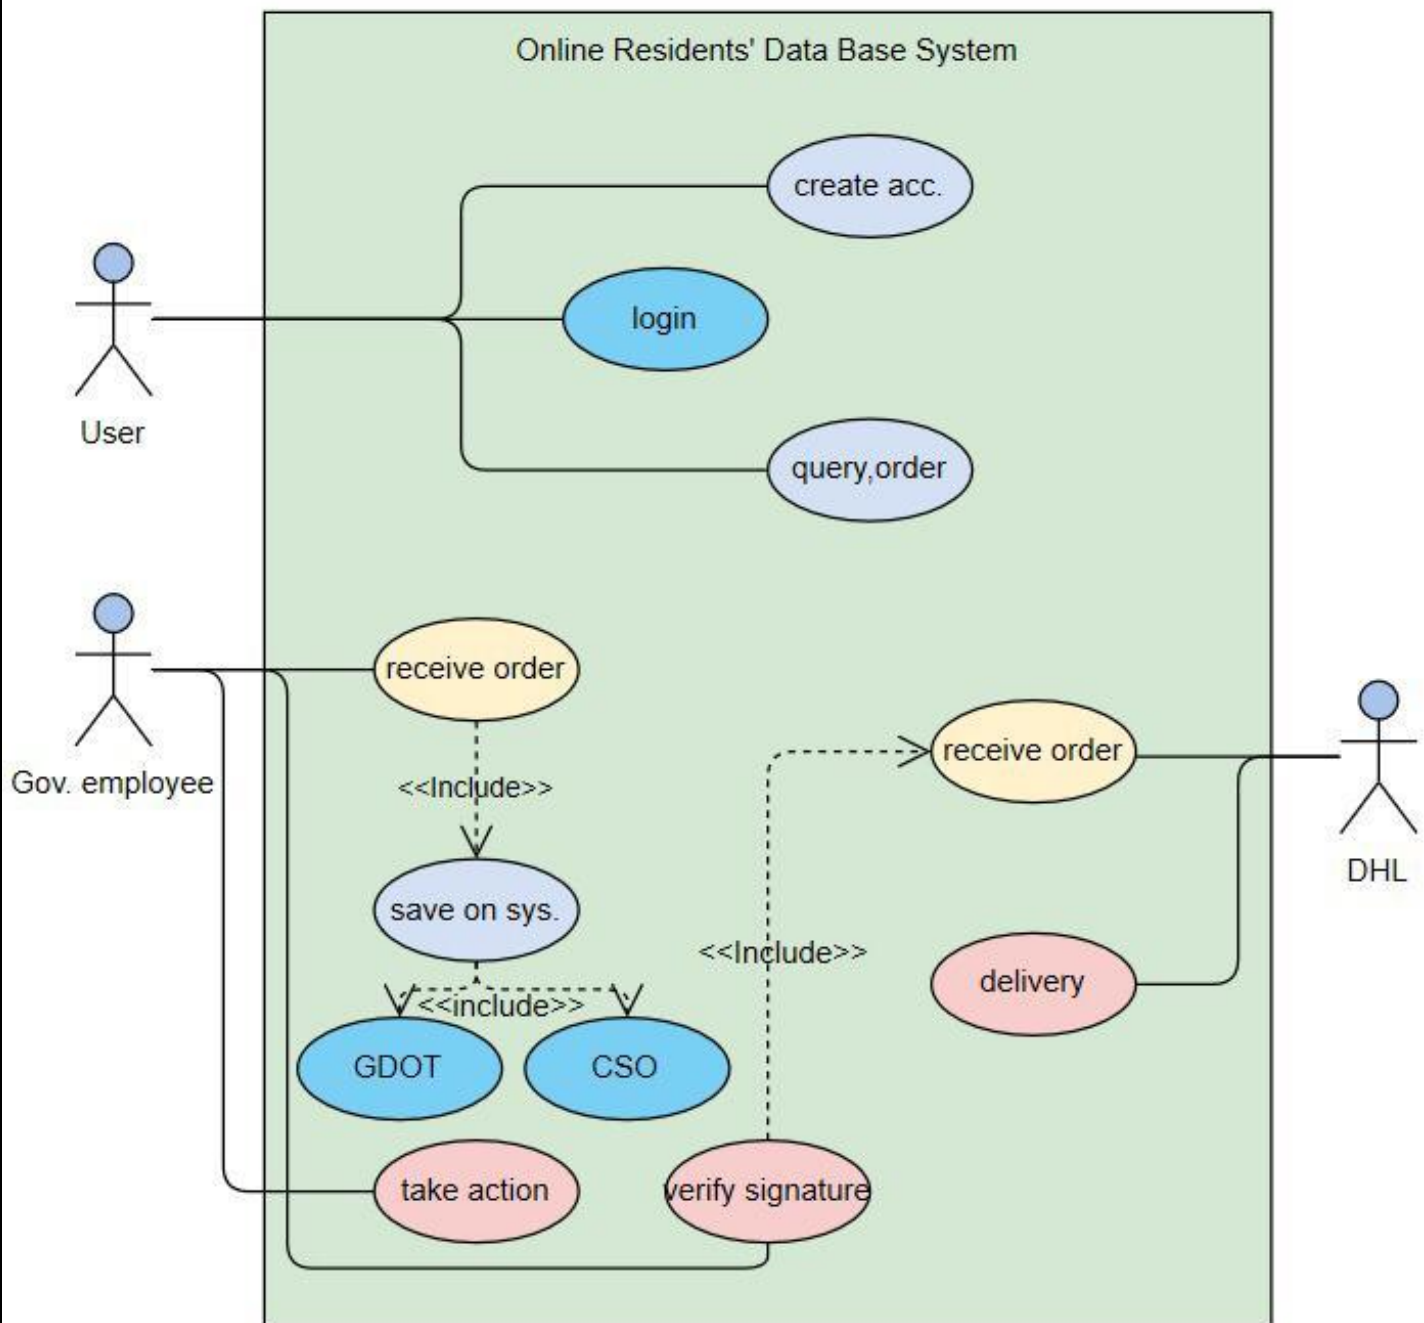 Online Residents' Data Base System
create acc.
login
User
query,order
receive order
Gov. employee
<<Include>>
receive order
DHL
save on sys.
<<Include>>
delivery
<<include>>
GDOT
CSO
take action
verify signature